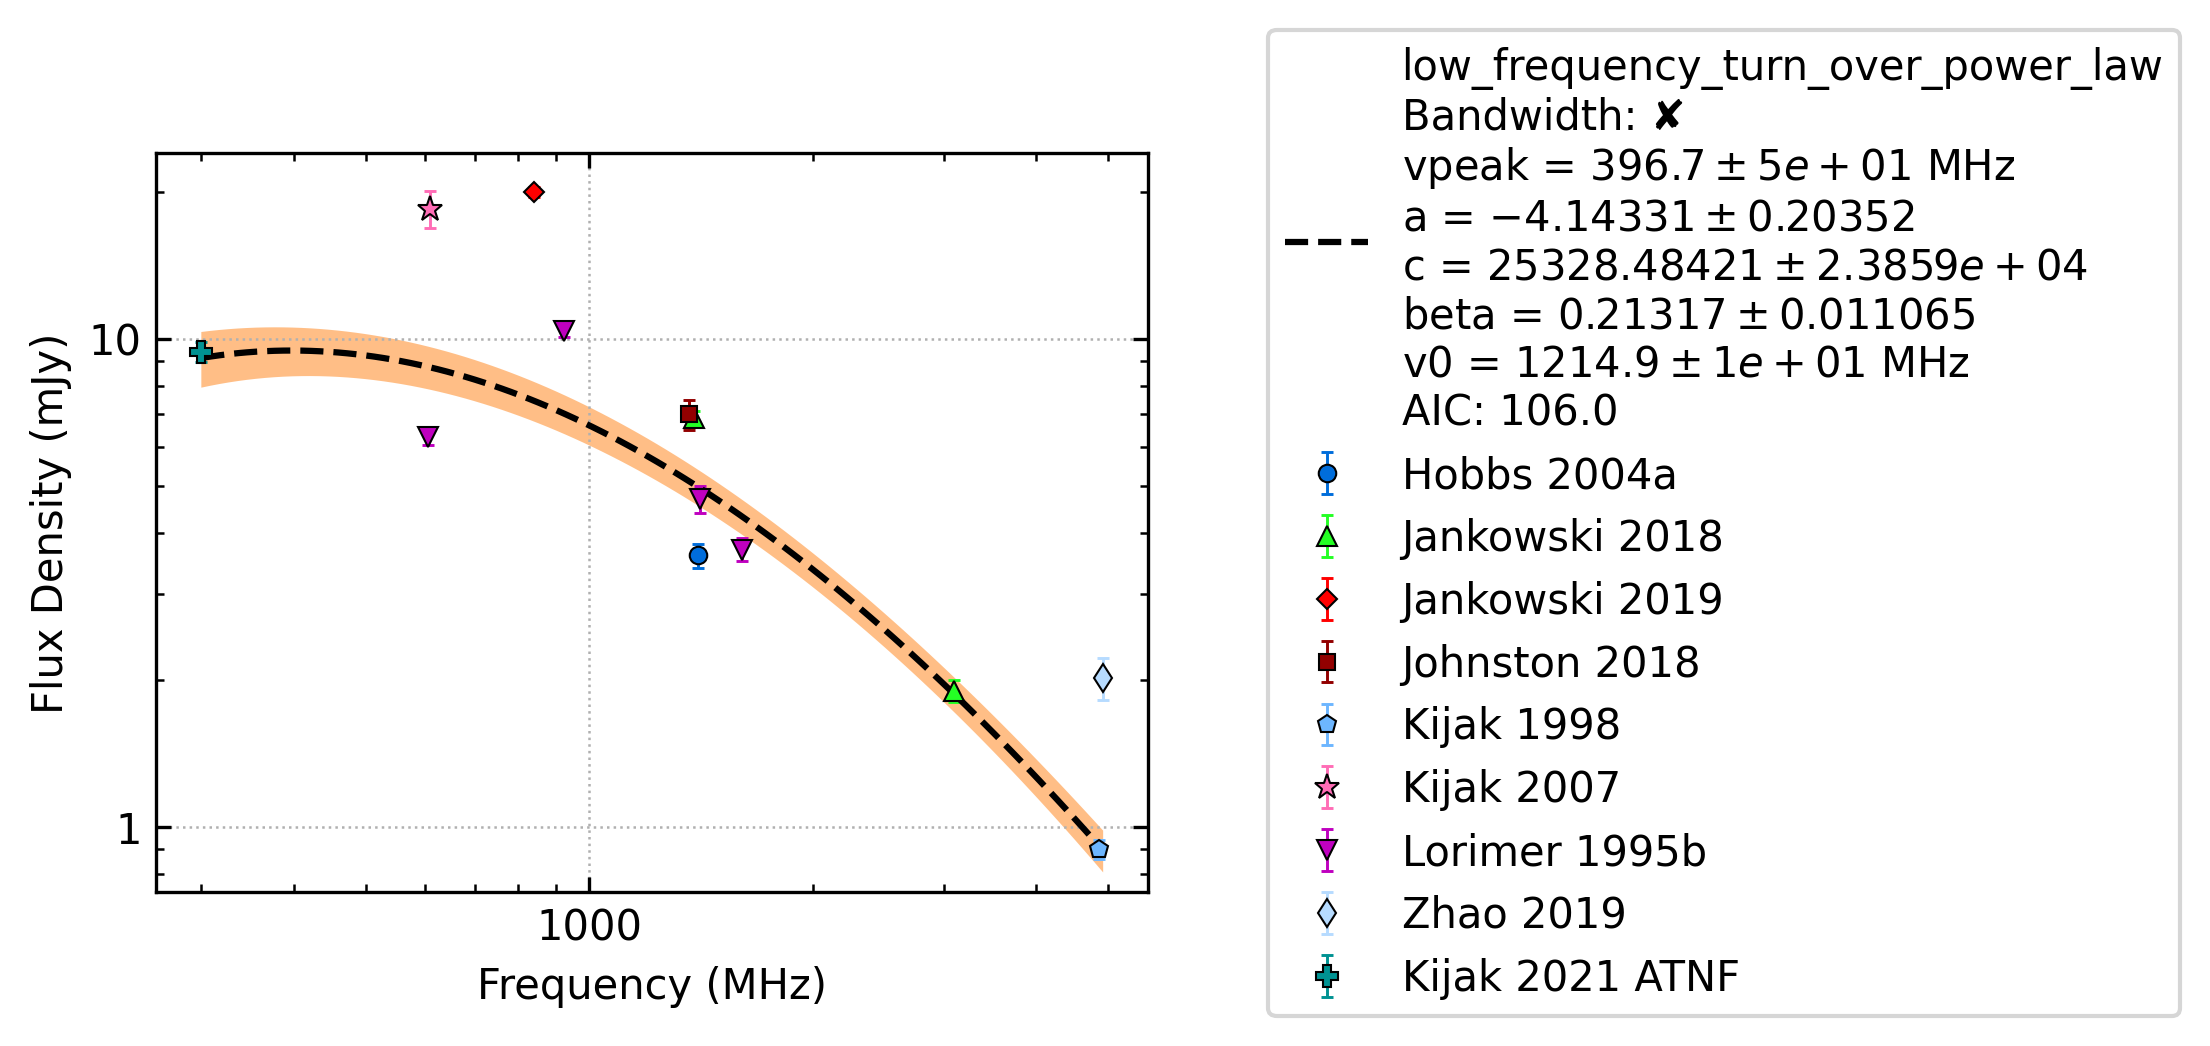 10
1
Flux Density (mJy)
1000
Frequency (MHz)
low_frequency_turn_over_power_law
Bandwidth: ✘
vpeak = 396.7 ± 5e + 01 MHz
a = −4.14331 ± 0.20352
c = 25328.48421 ± 2.3859e + 04
beta = 0.21317 ± 0.011065
v0 = 1214.9 ± 1e + 01 MHz
AIC: 106.0
Hobbs 2004a
Jankowski 2018
Jankowski 2019
Johnston 2018
Kijak 1998
Kijak 2007
Lorimer 1995b
Zhao 2019
Kijak 2021 ATNF